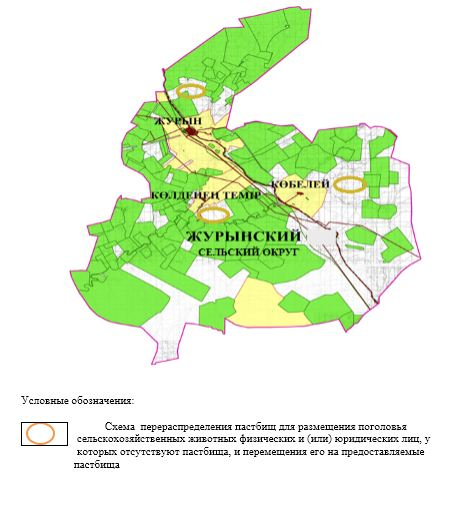 ЖУРЫН
КОБЕЛЕЙ
КОЛДЕНЕН ТЕМІР
ЖУРЫНСКИЙ
СЕЛЬСКИЙ ОКРУГ
Условные обозначения:
Схема перераспределения пастбищ для размещения поголовья
сельскохозяйственных животных физических и (или) юридических лиц, у
которых отсутствуют пастбища, и перемещения его на предоставляемые
пастбища